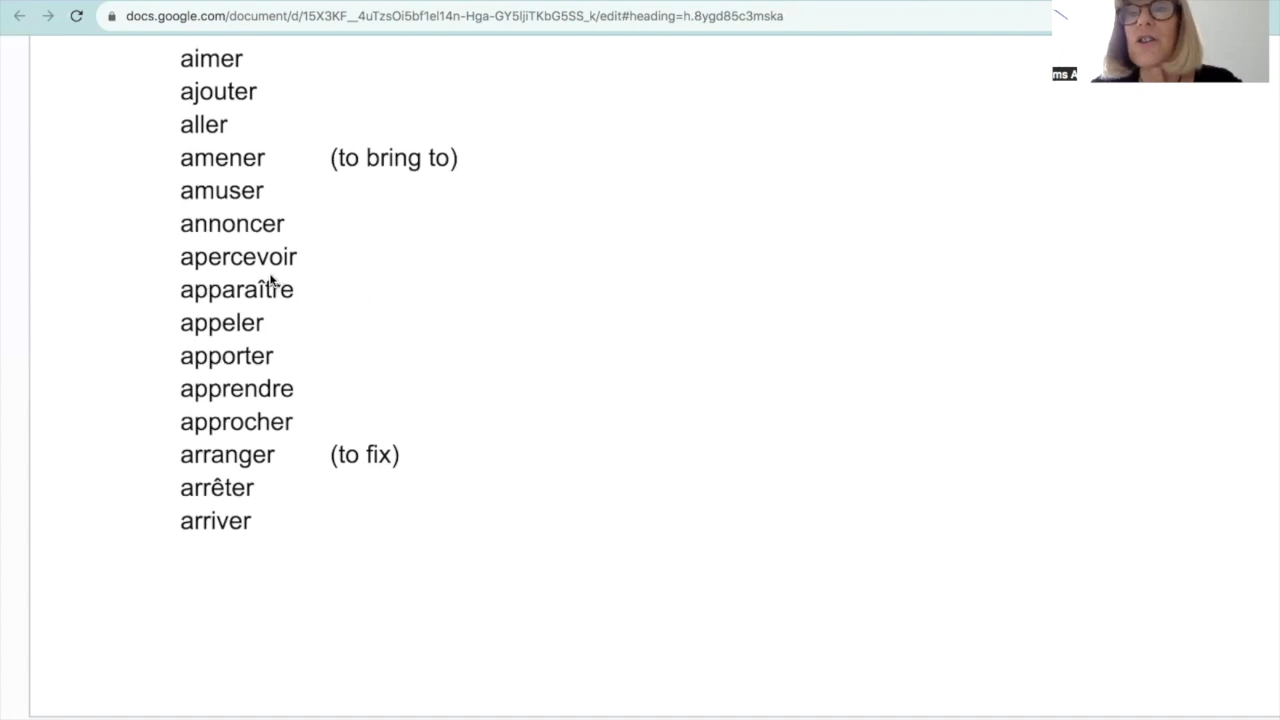 docs.google.com/document/d/15X3KF__4uTzsOi5bf1el14n-Hga-GY5ljiTKbG5SS_k/edit#heading=h.8ygd85c3mska
ms A
aimer
ajouter
aller
amener (to bring to)
amuser
annoncer
apercevoir
apparaître
appeler
apporter
apprendre
approcher
arranger (to fix)
arrêter
arriver